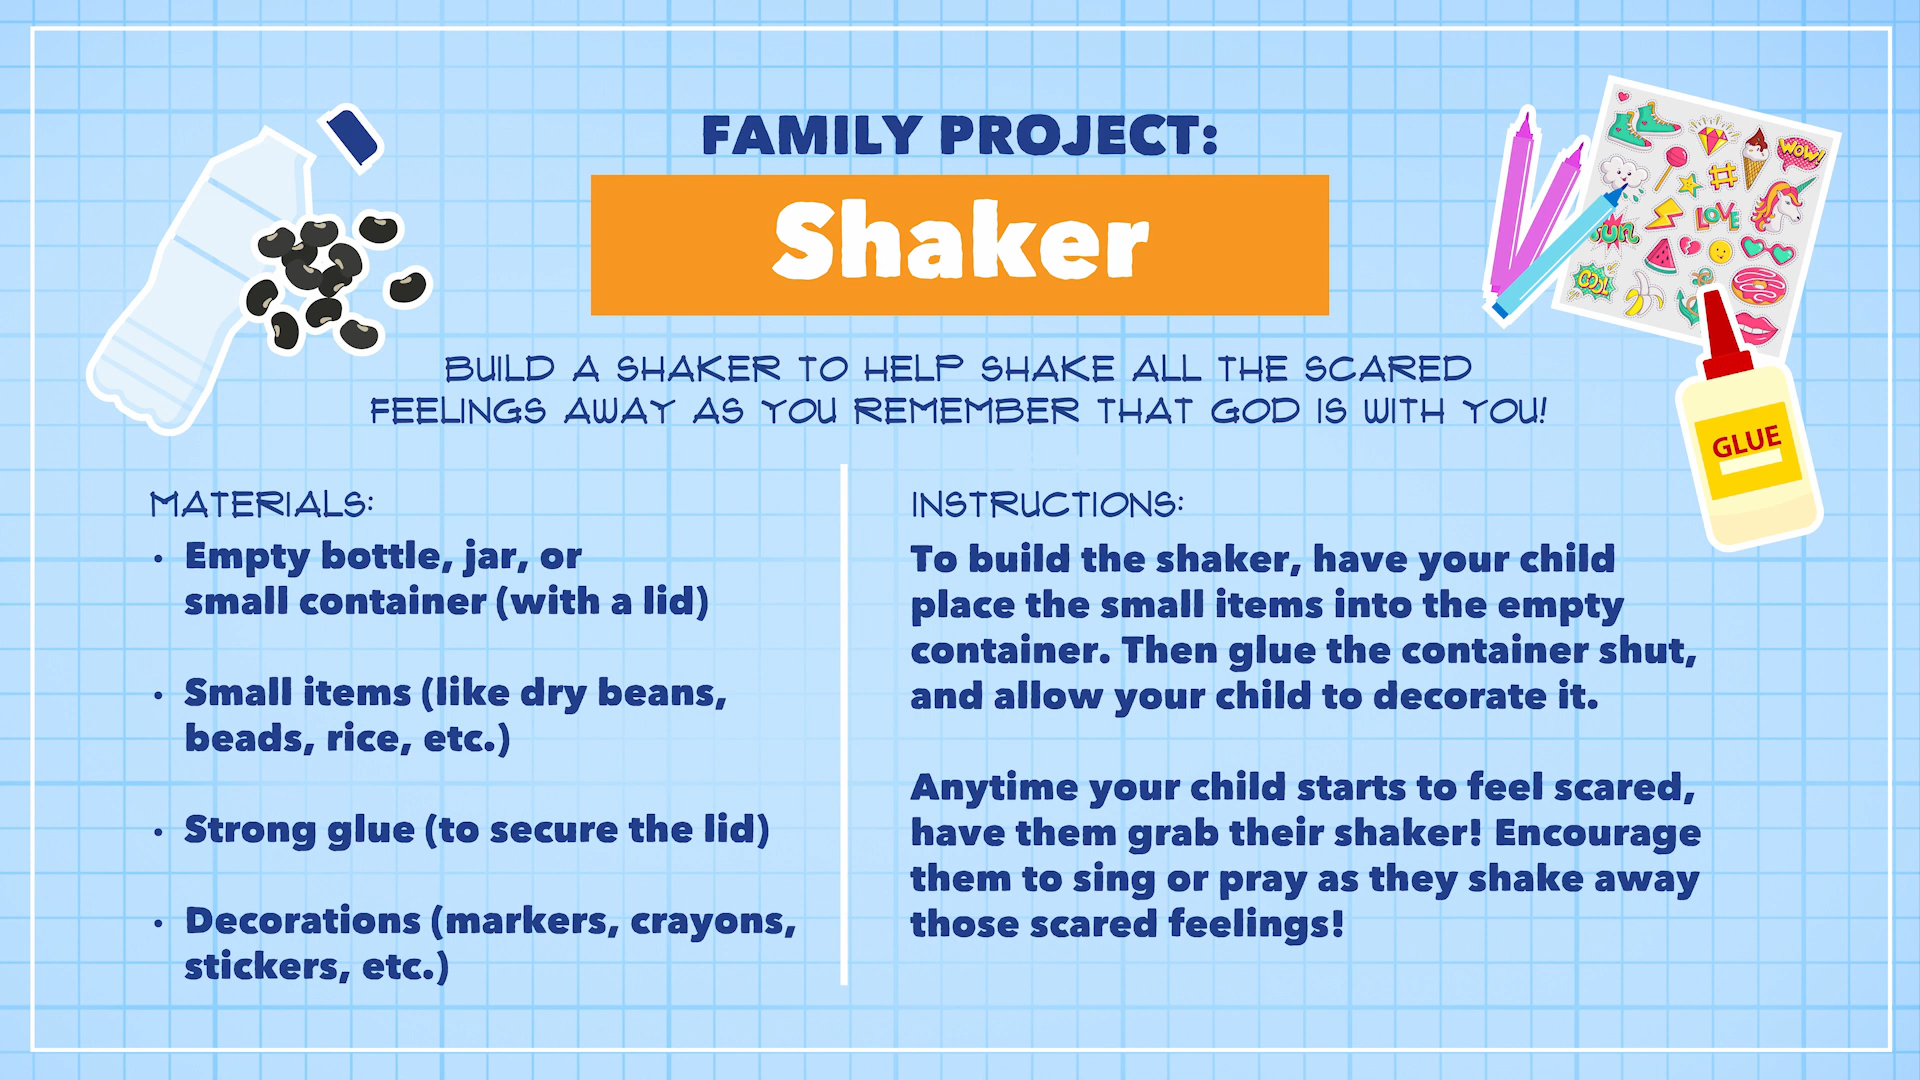 FAMILY PROJECT:
Shaker
BUILD A SHAKER TO HELP SHAKE ALL THE SCARED
FEELINGS AWAY AS YOU REMEMBER THAT GOD IS WITH YOU!
MATERIALS:
• Empty bottle, jar, or
small container (with a lid)
• Small items (like dry beans,
beads, rice, etc.)
• Strong glue (to secure the lid)
• Decorations (markers, crayons,
stickers, etc.)
INSTRUCTIONS:
To build the shaker, have your child
place the small items into the empty
container. Then glue the container shut,
and allow your child to decorate it.
Anytime your child starts to feel scared,
have them grab their shaker! Encourage
them to sing or pray as they shake away
those scared feelings!
WOW!
#
LOVE
FUN
COOL
GLUE